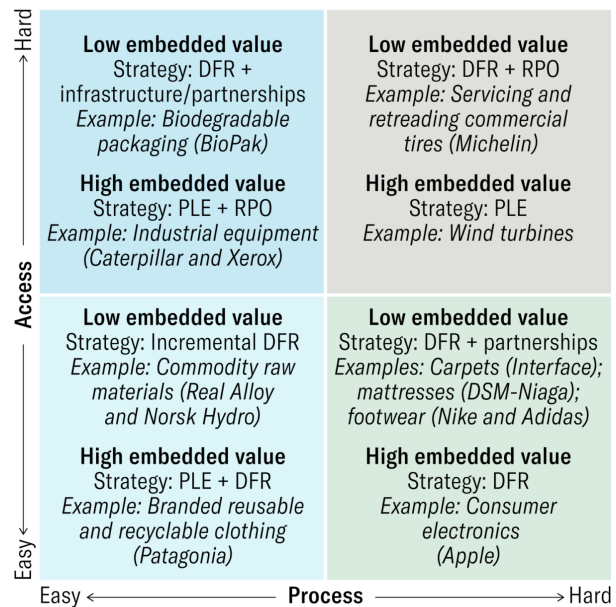 Low embedded value
Strategy: DFR +
infrastructure/partnerships
Example: Biodegradable
packaging (BioPak)
High embedded value
Strategy: PLE + RPO
Example: Industrial equipment
(Caterpillar and Xerox)
Low embedded value
Strategy: DFR + RPO
Example: Servicing and
retreading commercial
tires (Michelin)
High embedded value
Strategy: PLE
Example: Wind turbines
Low embedded value
Strategy: Incremental DFR
Example: Commodity raw
materials (Real Alloy
and Norsk Hydro)
High embedded value
Strategy: PLE + DFR
Example: Branded reusable
and recyclable clothing
(Patagonia)
Low embedded value
Strategy: DFR + partnerships
Examples: Carpets (Interface);
mattresses (DSM-Niaga);
footwear (Nike and Adidas)
High embedded value
Strategy: DFR
Example: Consumer
electronics
(Apple)
Hard
Access
Easy
Easy
Process
Hard